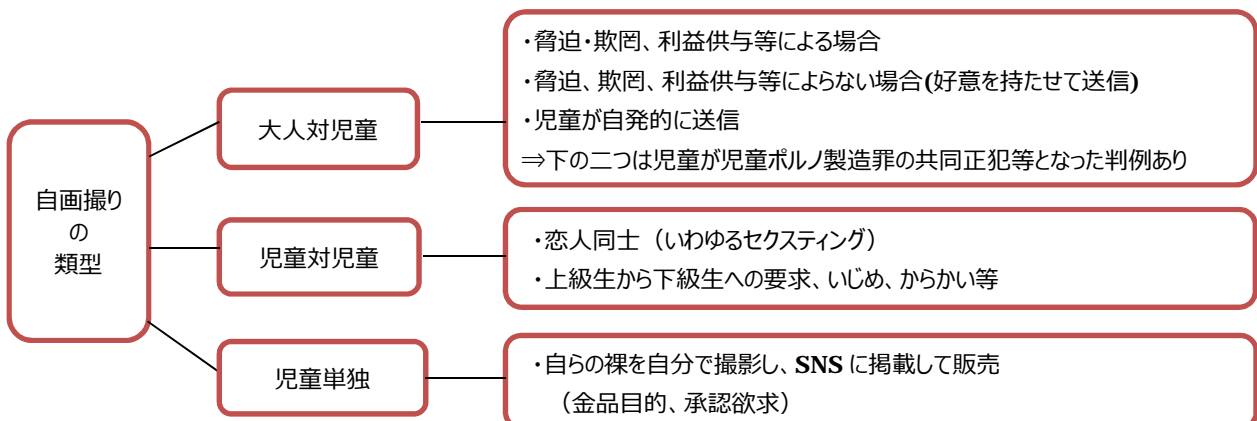 自画撮り
の
類型
大人対児童
・脅迫・欺罔、利益供与等による場合
・脅迫、欺罔、利益供与等によらない場合(好意を持たせて送信)
・児童が自発的に送信
⇒下の二つは児童が児童ポルノ製造罪の共同正犯等となった判例あり
児童対児童
・恋人同士（いわゆるセクスティング）
・上級生から下級生への要求、いじめ、からかい等
児童単独
・自らの裸を自分で撮影し、SNS に掲載して販売
（金品目的、承認欲求）